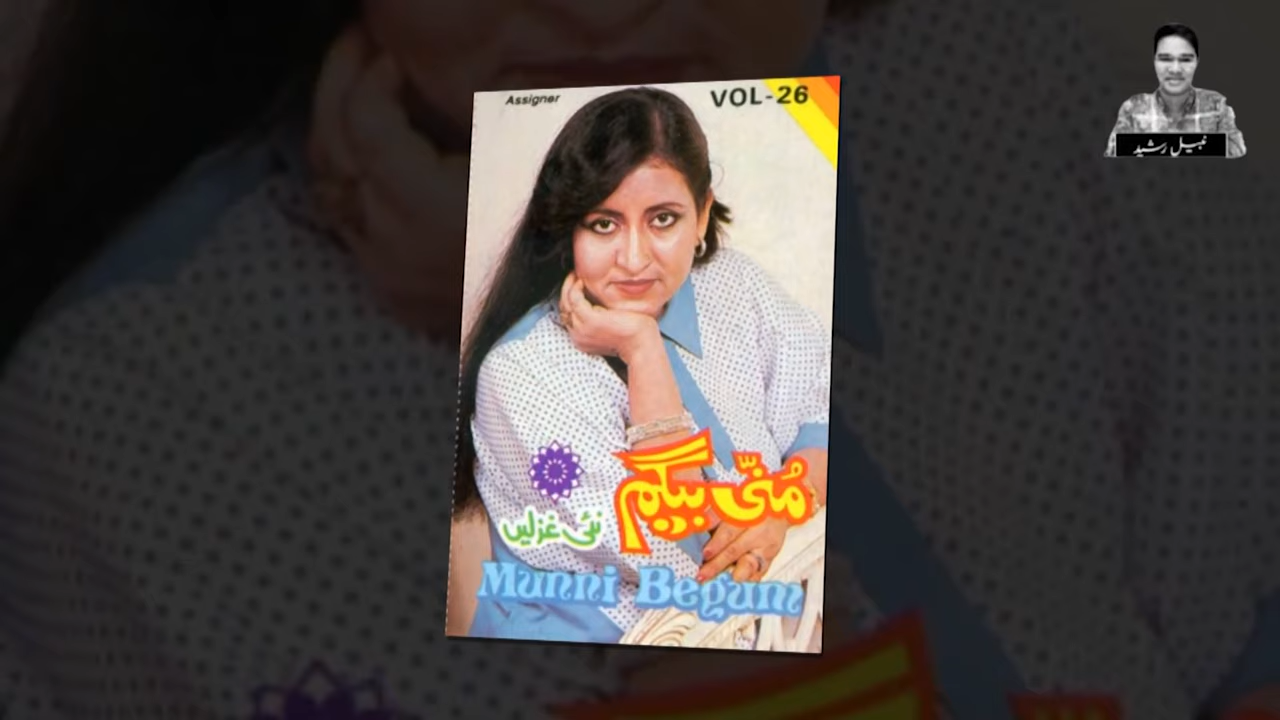 Assigner
VOL-26
نبیل رشید
مُنّی بیگم
نئی غزلیں
Munni Begum